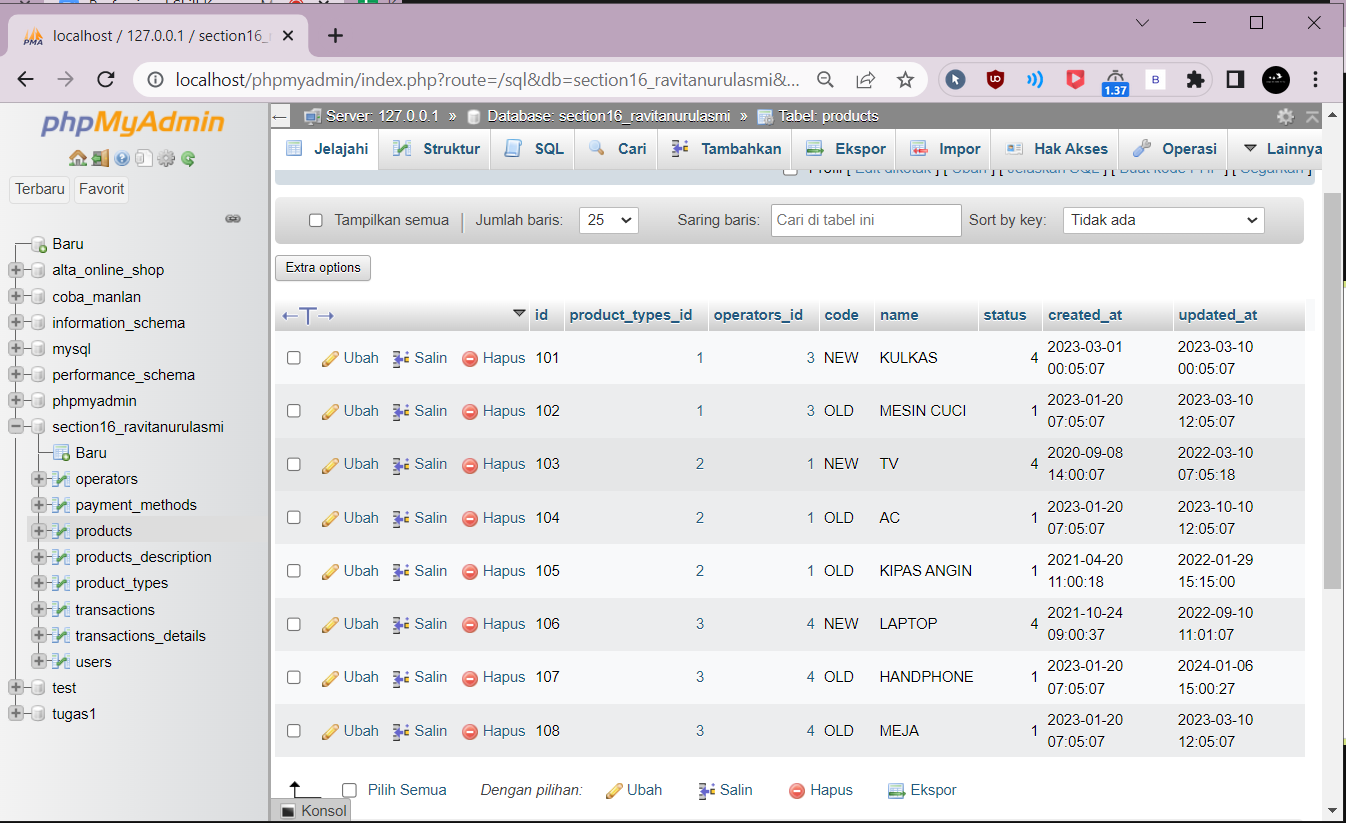 localhost / 127.0.0.1 / section16_
localhost/phpmyadmin/index.php?route=/sql&db=section16_ravitanurulasmi&...
1.37
B
phpMyAdmin
Terbaru Favorit
Baru
alta_online_shop
coba_manlan
information_schema
mysql
performance_schema
phpmyadmin
section16_ravitanurulasmi
Baru
operators
payment_methods
products
products_description
product_types
transactions
transactions_details
users
test
tugas1
Server: 127.0.0.1 » Database: section16_ravitanurulasmi » Tabel: products
Jelajahi Struktur SQL Cari Tambahkan Ekspor Impor Hak Akses Operasi Lainnya
Profil [ Edit dikotak ] [ Ubah ] [ Jelaskan SQL ] [ Buat kode PHP ] [ Segarkan ]
Tampilkan semua | Jumlah baris: 25 Saring baris: Cari di tabel ini Sort by key: Tidak ada
Extra options
←T→ id product_types_id operators_id code name status created_at updated_at
Ubah Salin Hapus 101 1 3 NEW KULKAS 4 2023-03-01 00:05:07 2023-03-10 00:05:07
Ubah Salin Hapus 102 1 3 OLD MESIN CUCI 1 2023-01-20 07:05:07 2023-03-10 12:05:07
Ubah Salin Hapus 103 2 1 NEW TV 4 2020-09-08 14:00:07 2022-03-10 07:05:18
Ubah Salin Hapus 104 2 1 OLD AC 1 2023-01-20 07:05:07 2023-10-10 12:05:07
Ubah Salin Hapus 105 2 1 OLD KIPAS ANGIN 1 2021-04-20 11:00:18 2022-01-29 15:15:00
Ubah Salin Hapus 106 3 4 NEW LAPTOP 4 2021-10-24 09:00:37 2022-09-10 11:01:07
Ubah Salin Hapus 107 3 4 OLD HANDPHONE 1 2023-01-20 07:05:07 2024-01-06 15:00:27
Ubah Salin Hapus 108 3 4 OLD MEJA 1 2023-01-20 07:05:07 2023-03-10 12:05:07
Pilih Semua Dengan pilihan: Ubah Salin Hapus Ekspor
Konsol